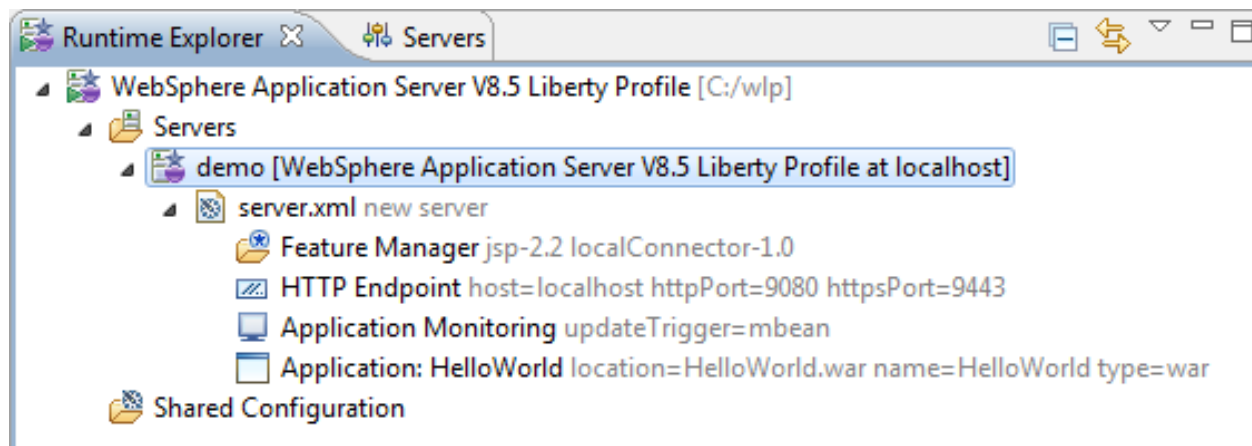 Runtime Explorer Servers
WebSphere Application Server V8.5 Liberty Profile [C:/wlp]
Servers
demo [WebSphere Application Server V8.5 Liberty Profile at localhost]
server.xml new server
Feature Manager jsp-2.2 localConnector-1.0
HTTP Endpoint host=localhost httpPort=9080 httpsPort=9443
Application Monitoring updateTrigger=mbean
Application: HelloWorld location=HelloWorld.war name=HelloWorld type=war
Shared Configuration